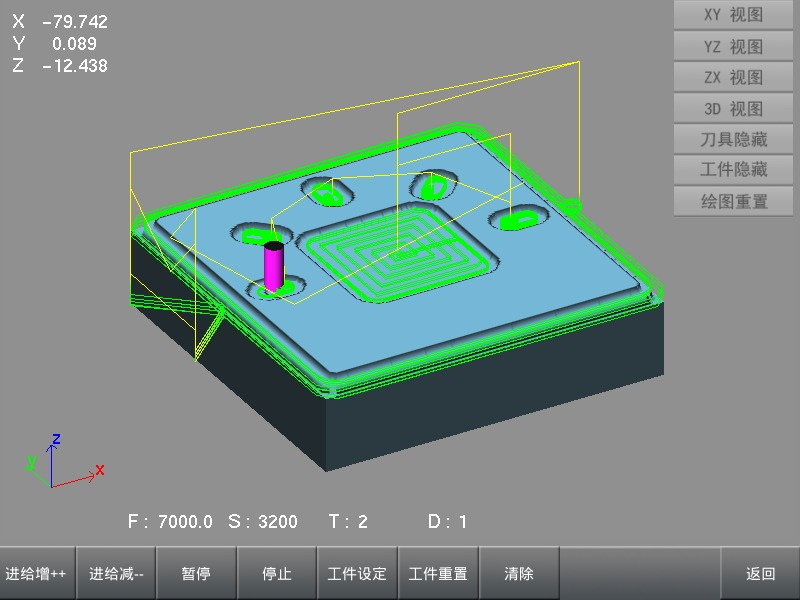 X -79.742
Y 0.089
Z -12.438
XY 视图
YZ 视图
ZX 视图
3D 视图
刀具隐藏
工件隐藏
绘图重置
Z
Y
X
F: 7000.0 S: 3200 T: 2 D: 1
进给增++ 进给减-- 暂停 停止 工件设定 工件重置 清除 返回